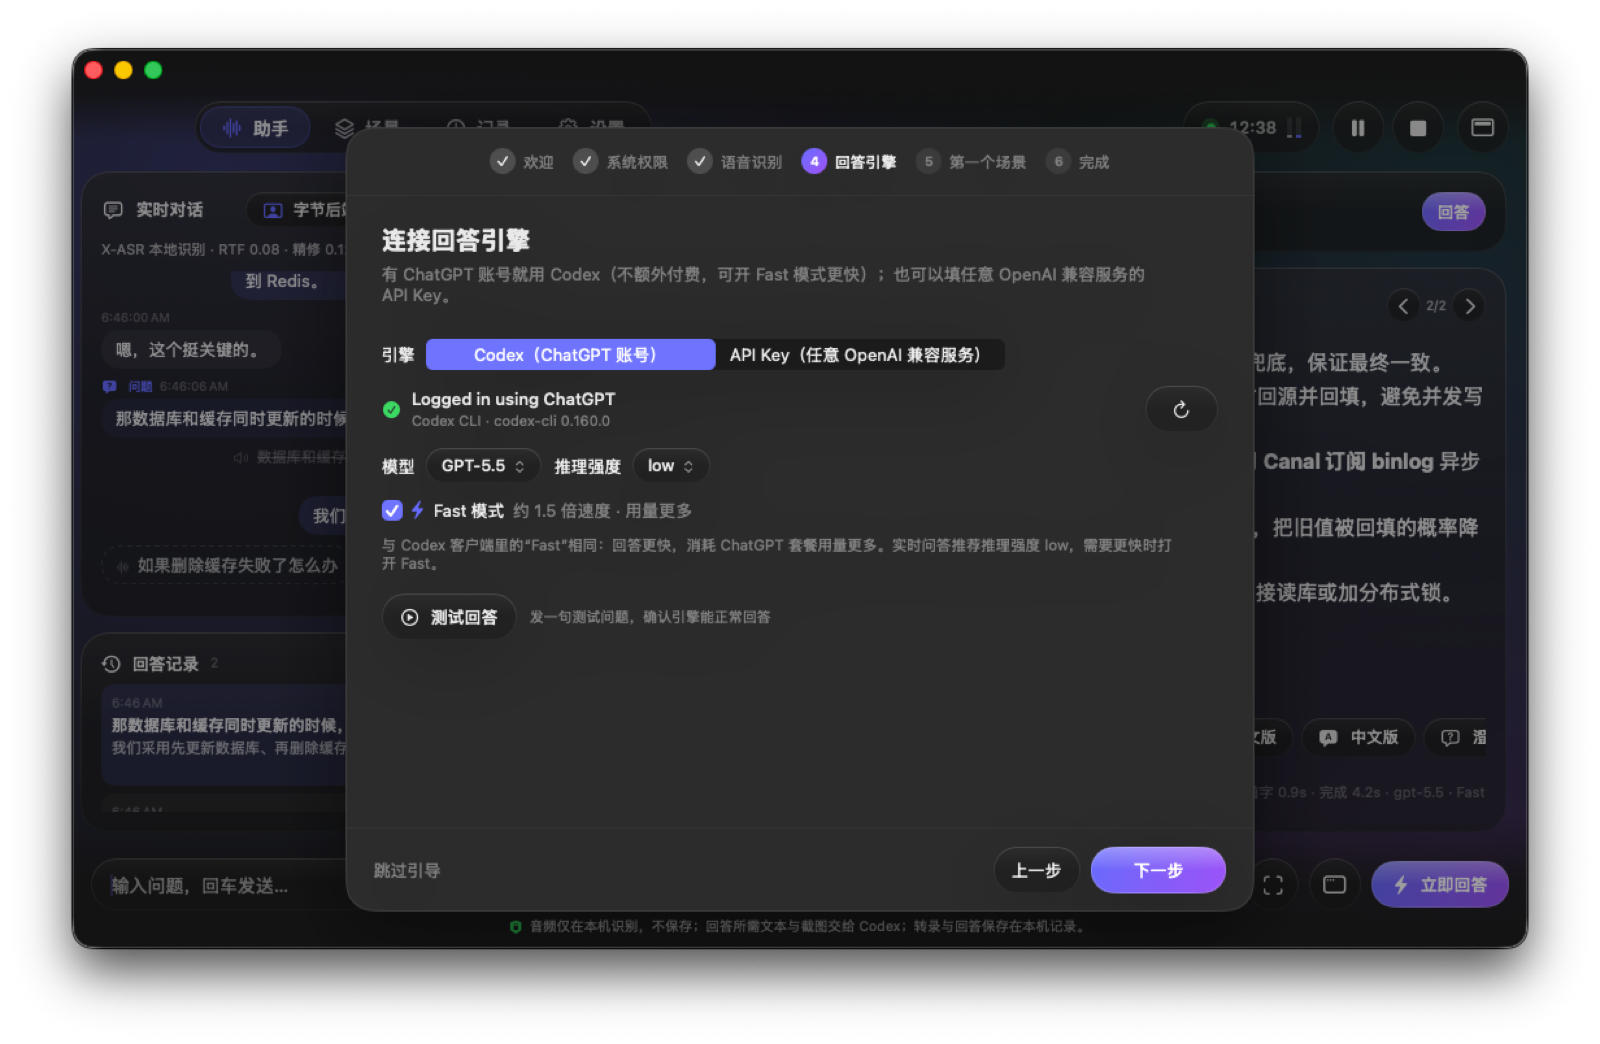 助手
12:38
欢迎
系统权限
语音识别
4 回答引擎
5 第一个场景
6 完成
实时对话
字节后
X-ASR 本地识别 · RTF 0.08 · 精修 0.1
到 Redis。
6:46:00 AM
嗯，这个挺关键的。
问题 6:46:06 AM
那数据库和缓存同时更新的时候
数据库和缓存
我们
如果删除缓存失败了怎么办
回答记录 2
6:46 AM
那数据库和缓存同时更新的时候，
我们采用先更新数据库、再删除缓存
6:46 AM
输入问题，回车发送...
连接回答引擎
有 ChatGPT 账号就用 Codex（不额外付费，可开 Fast 模式更快）；也可以填任意 OpenAI 兼容服务的
API Key。
引擎 Codex（ChatGPT 账号） API Key（任意 OpenAI 兼容服务）
Logged in using ChatGPT
Codex CLI · codex-cli 0.160.0
模型 GPT-5.5 推理强度 low
Fast 模式 约 1.5 倍速度 · 用量更多
与 Codex 客户端里的“Fast”相同：回答更快，消耗 ChatGPT 套餐用量更多。实时问答推荐推理强度 low，需要更快时打
开 Fast。
测试回答 发一句测试问题，确认引擎能正常回答
跳过引导
上一步
下一步
回答
2/2
兜底，保证最终一致。
回源并回填，避免并发写
Canal 订阅 binlog 异步
，把旧值被回填的概率降
接读库或加分布式锁。
版
中文版
字 0.9s · 完成 4.2s · gpt-5.5 · Fast
立即回答
音频仅在本机识别，不保存；回答所需文本与截图交给 Codex；转录与回答保存在本机记录。